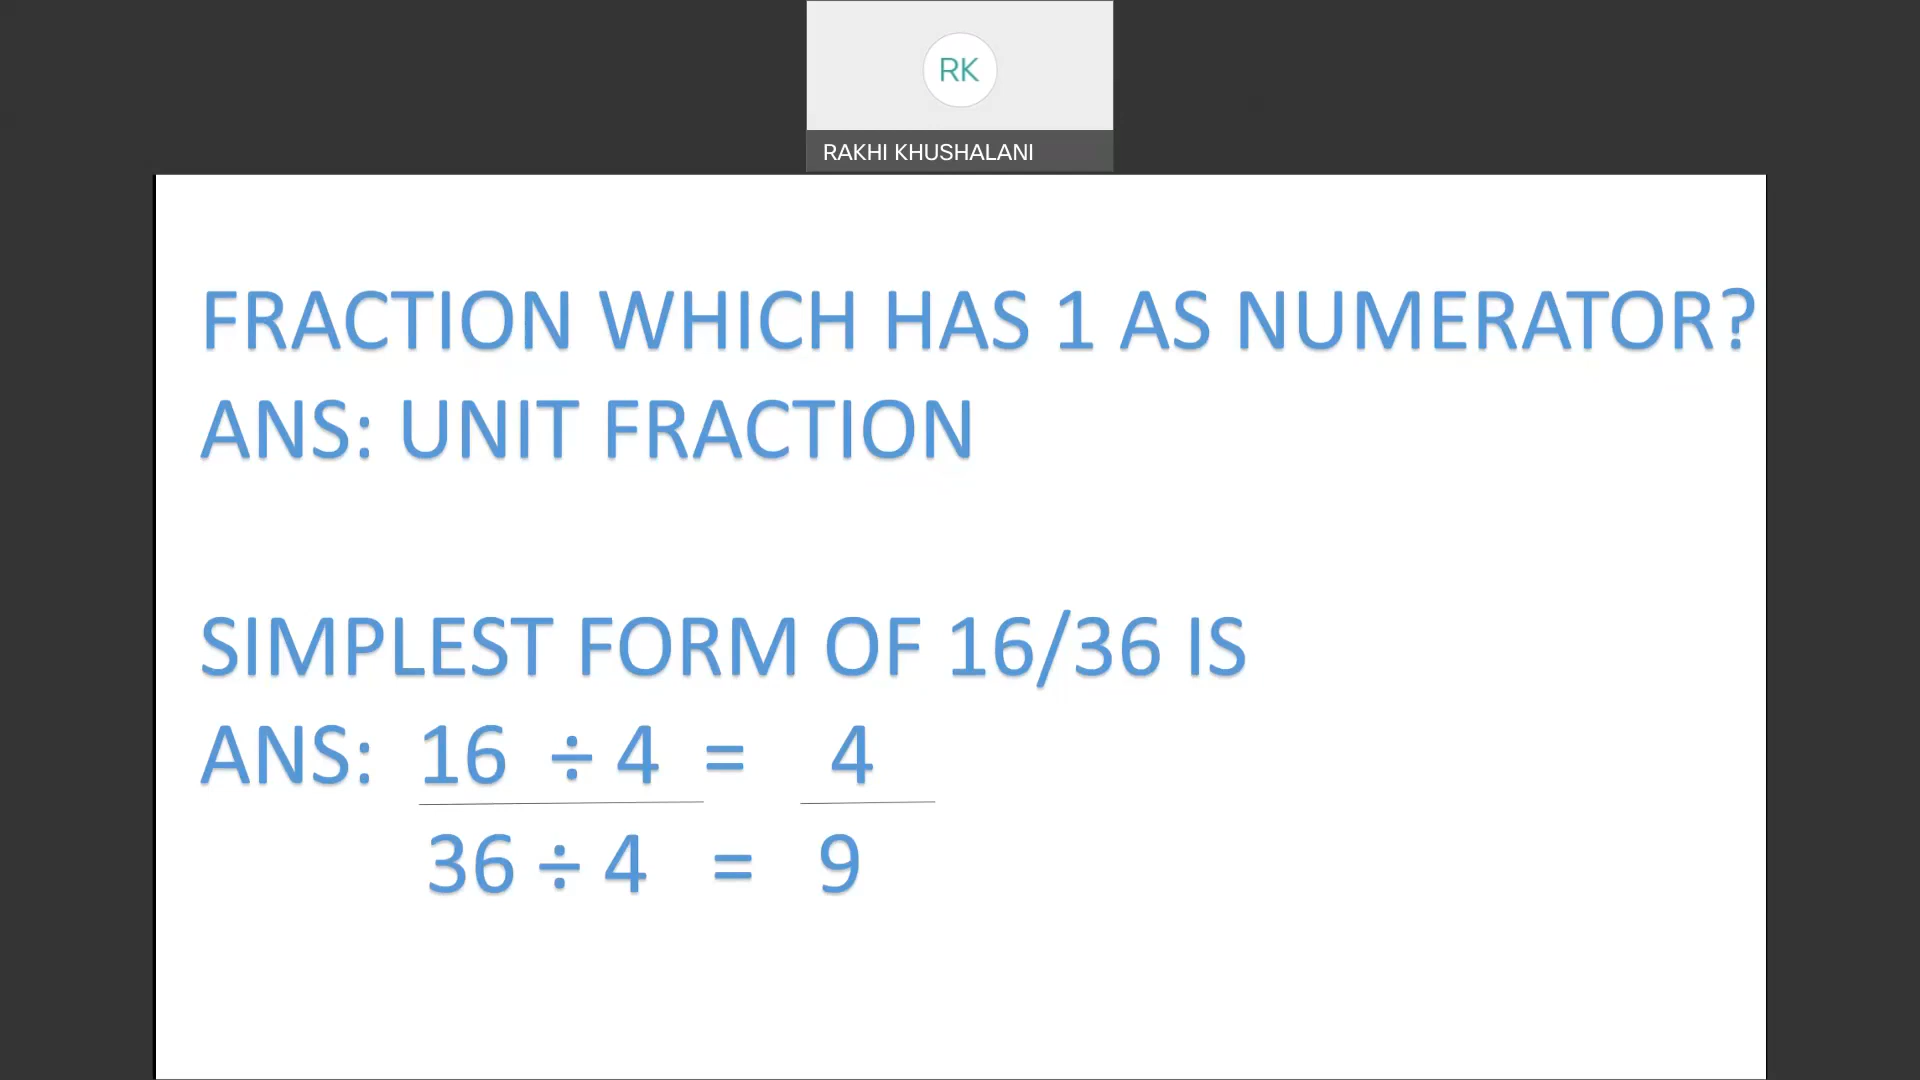 RK
RAKHI KHUSHALANI
FRACTION WHICH HAS 1 AS NUMERATOR?
ANS: UNIT FRACTION
SIMPLEST FORM OF 16/36 IS
ANS: 16 ÷ 4 = 4
36 ÷ 4 = 9